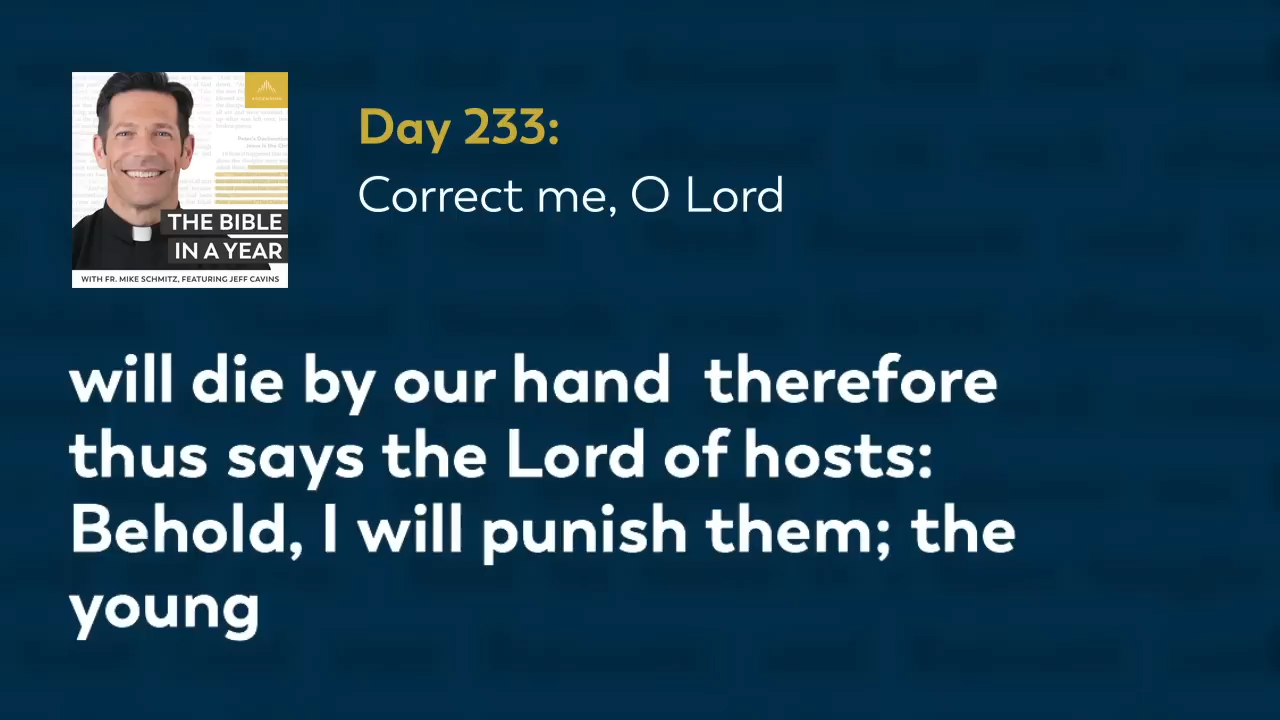 Day 233:
Correct me, O Lord
THE BIBLE
IN A YEAR
WITH FR. MIKE SCHMITZ, FEATURING JEFF CAVINS
will die by our hand  therefore
thus says the Lord of hosts:
Behold, I will punish them; the
young